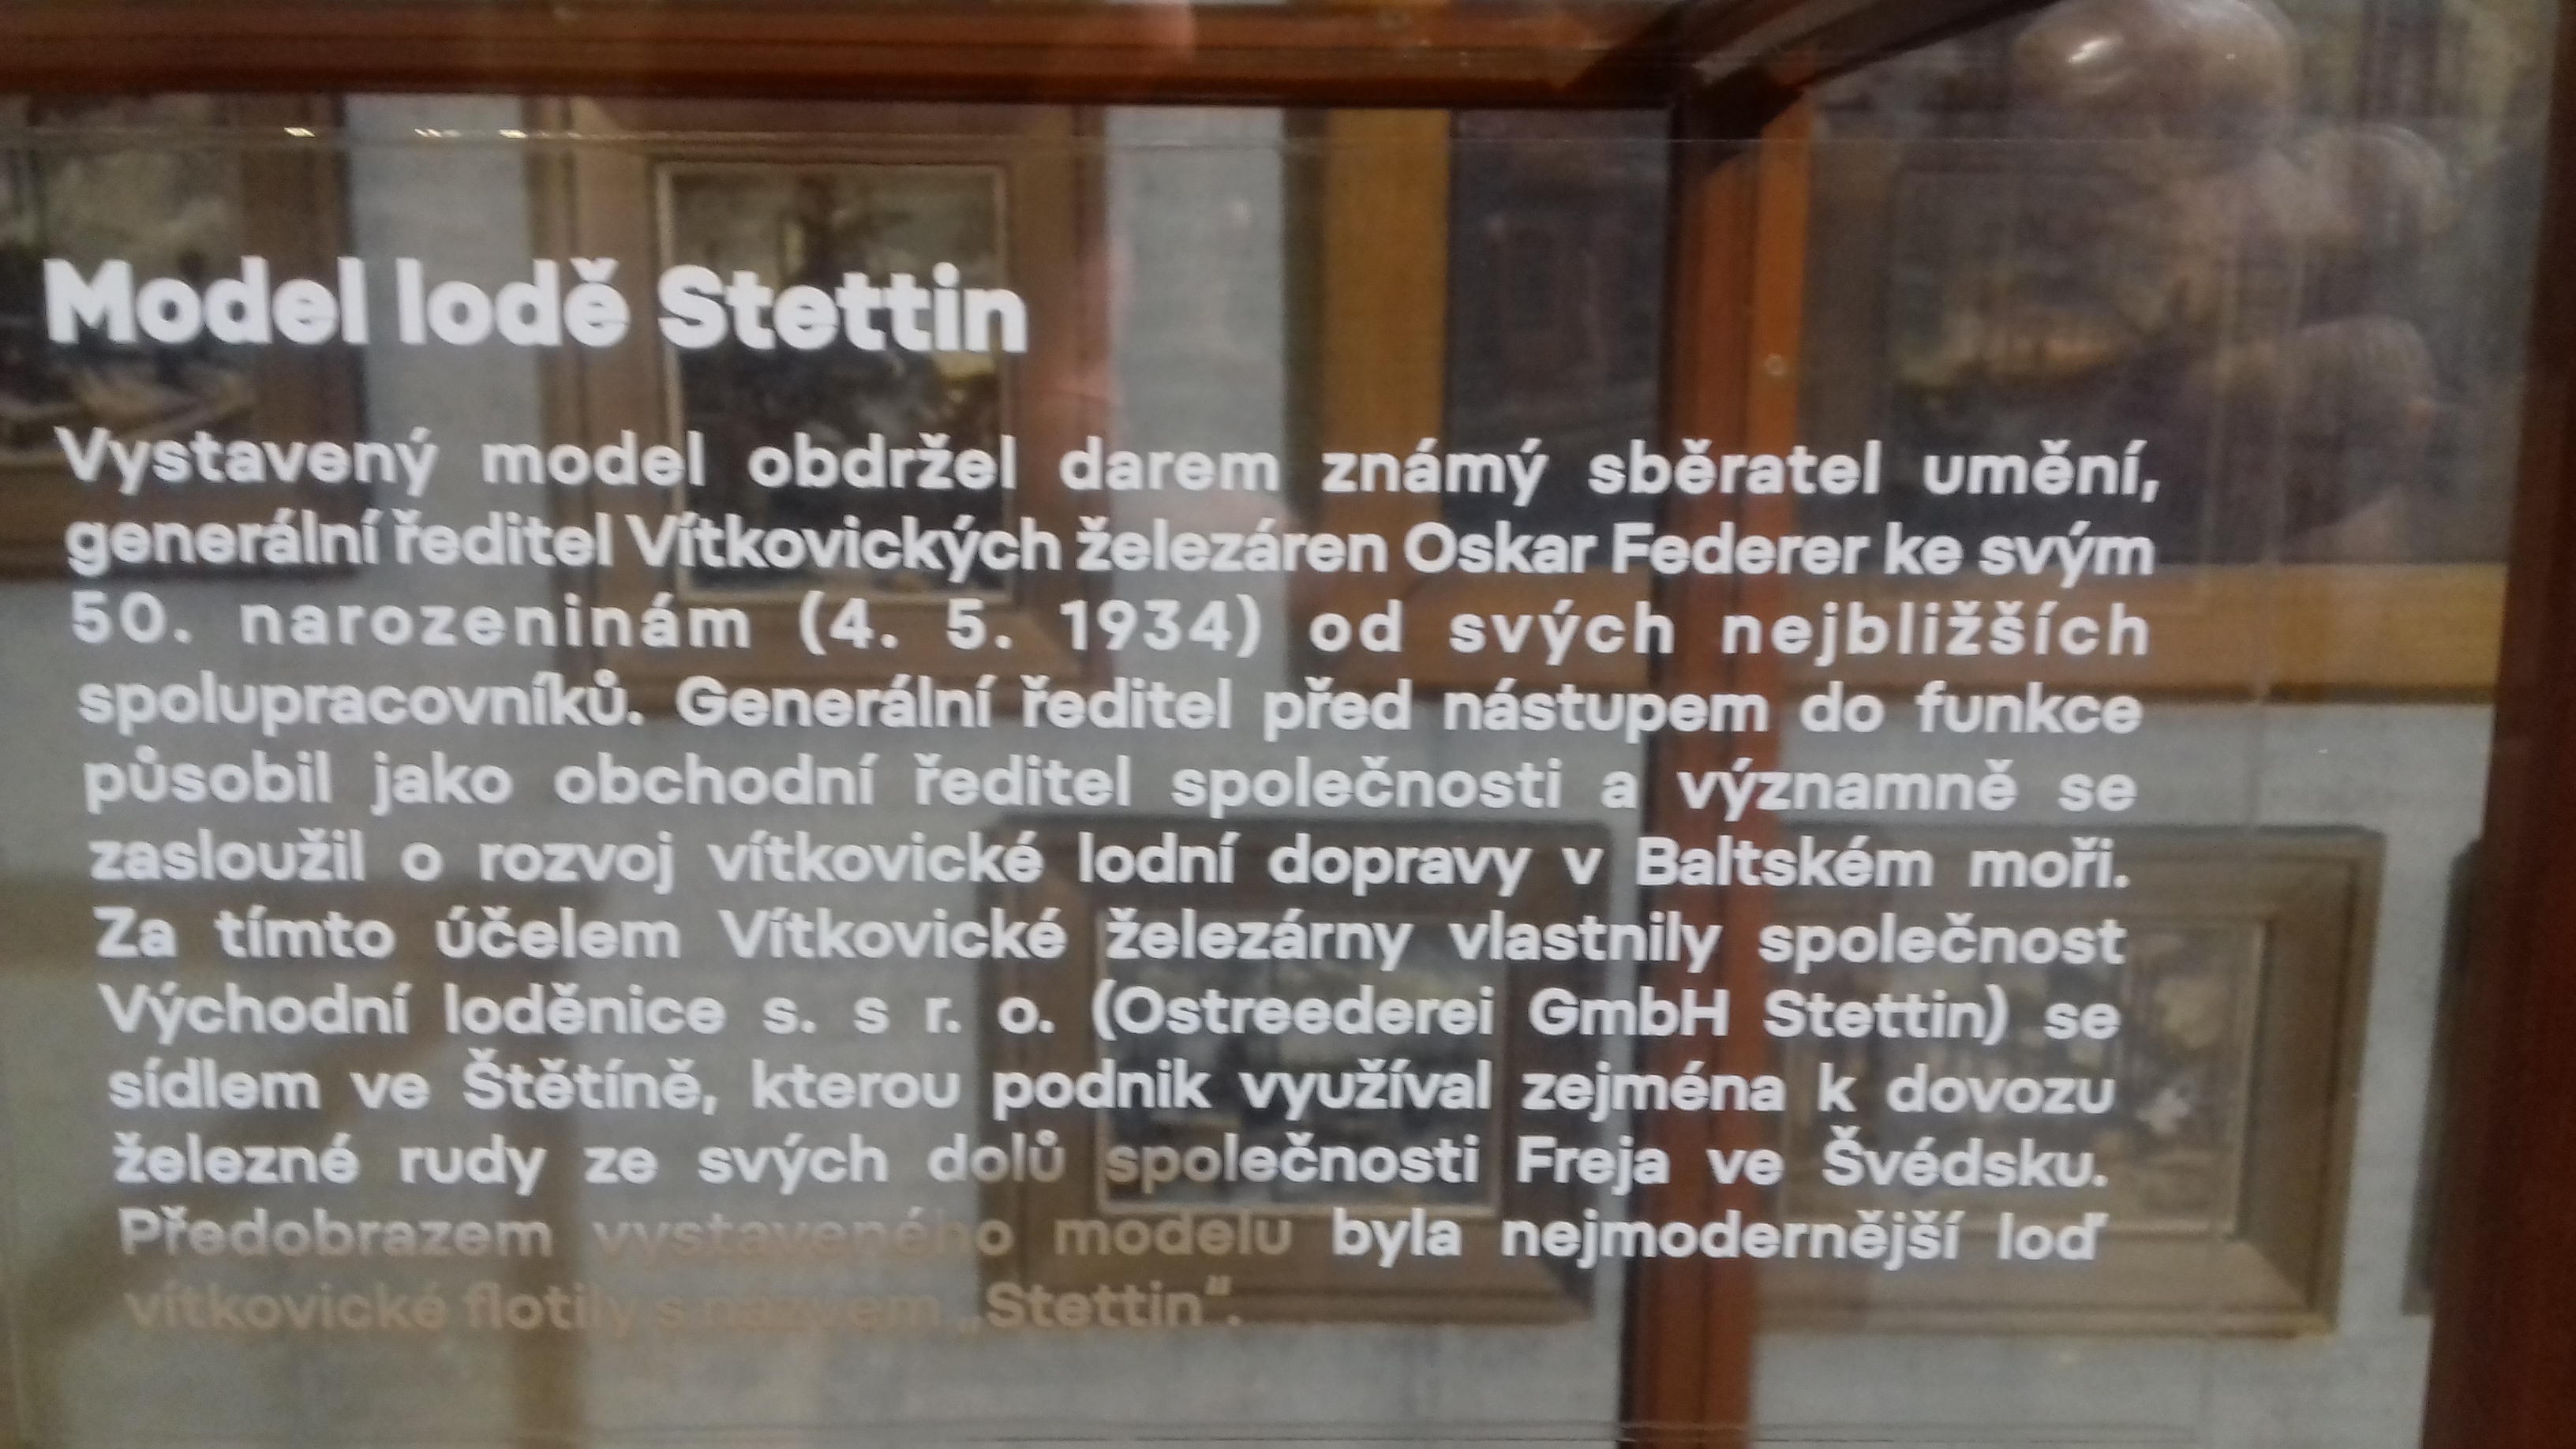 Model lodě Stettin
Vystavený model obdržel darem známý sběratel umění,
generální ředitel Vítkovických železáren Oskar Federer ke svým
50. narozeninám (4. 5. 1934) od svých nejbližších
spolupracovníků. Generální ředitel před nástupem do funkce
působil jako obchodní ředitel společnosti a významně se
zasloužil o rozvoj vítkovické lodní dopravy v Baltském moři.
Za tímto účelem Vítkovické železárny vlastnily společnost
Východní loděnice s. s r. o. (Ostreederei GmbH Stettin) se
sídlem ve Štětíně, kterou podnik využíval zejména k dovozu
železné rudy ze svých dolů společnosti Freja ve Švédsku.
Předobrazem vystaveného modelu byla nejmodernější loď
vítkovické flotily s názvem „Stettin“.